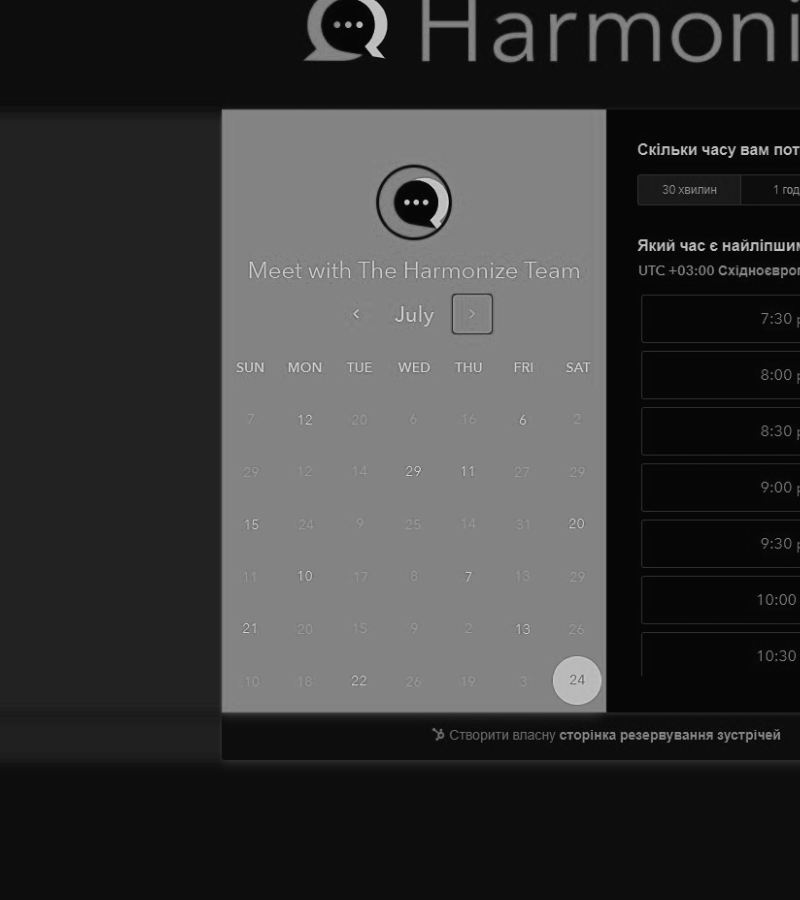 Harmoni
Meet with The Harmonize Team
July
SUN MON TUE WED THU FRI SAT
7 12 20 6 16 6 2
29 12 14 29 11 27 29
15 24 9 25 14 31 20
11 10 17 8 7 13 29
21 20 15 9 2 13 26
10 18 22 26 19 3 24
Скільки часу вам пот
30 хвилин 1 год
Який час є найліпшим
UTC +03:00 Східноєвроп
7:30 р
8:00 р
8:30 р
9:00 р
9:30 р
10:00
10:30
Створити власну сторінка резервування зустрічей